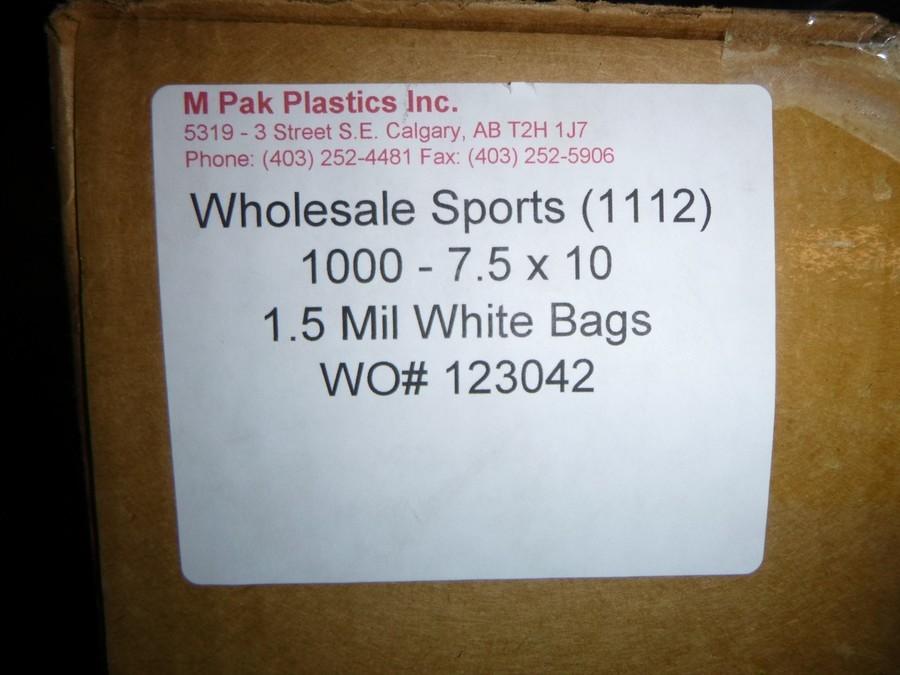 M Pak Plastics Inc.
5319 - 3 Street S.E. Calgary, AB T2H 1J7
Phone: (403) 252-4481 Fax: (403) 252-5906
Wholesale Sports (1112)
1000 - 7.5 x 10
1.5 Mil White Bags
WO# 123042